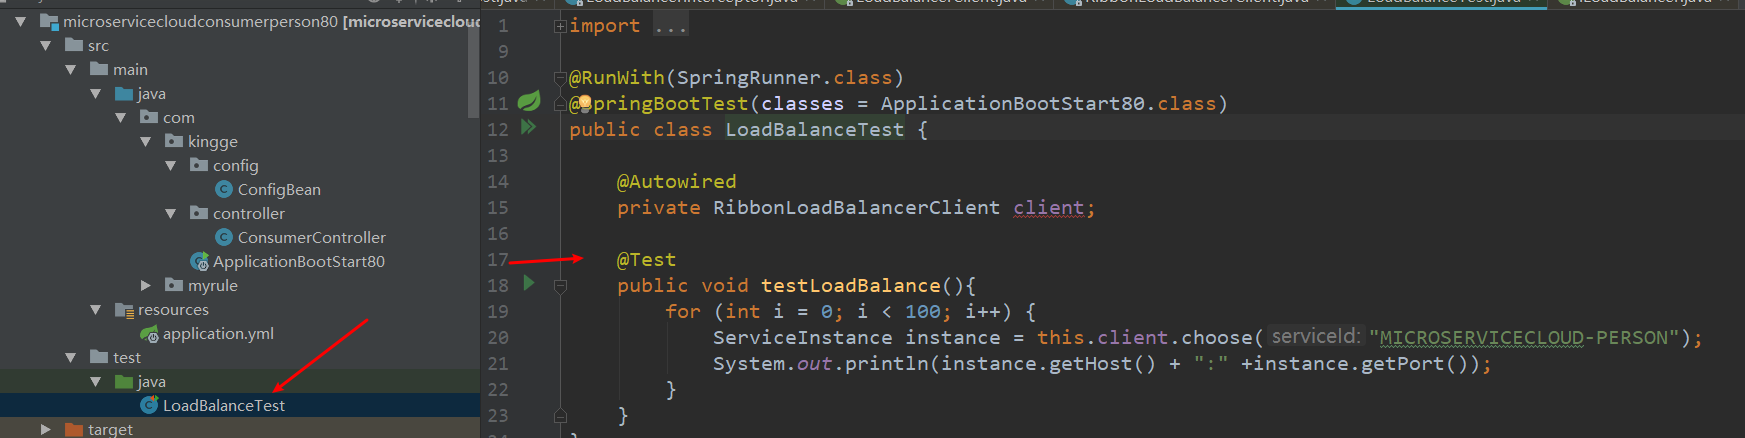 microservicecloudconsumerperson80 [microservicecloud
src
main
java
com
kingge
config
ConfigBean
controller
ConsumerController
ApplicationBootStart80
myrule
resources
application.yml
test
java
LoadBalanceTest
target
1 import ...
9
10 @RunWith(SpringRunner.class)
11 @SpringBootTest(classes = ApplicationBootStart80.class)
12 public class LoadBalanceTest {
13
14 @Autowired
15 private RibbonLoadBalancerClient client;
16
17 @Test
18 public void testLoadBalance(){
19 for (int i = 0; i < 100; i++) {
20 ServiceInstance instance = this.client.choose( serviceId: "MICROSERVICECLOUD-PERSON");
21 System.out.println(instance.getHost() + ":" +instance.getPort());
22 }
23 }